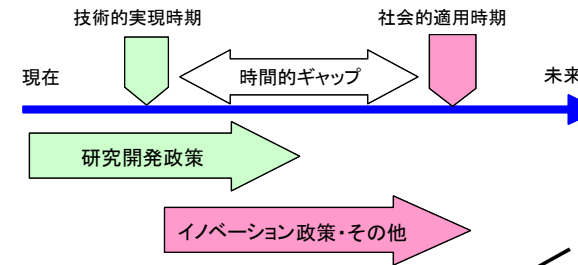 技術的実現時期
社会的適用時期
現在
時間的ギャップ
未来
研究開発政策
イノベーション政策・その他